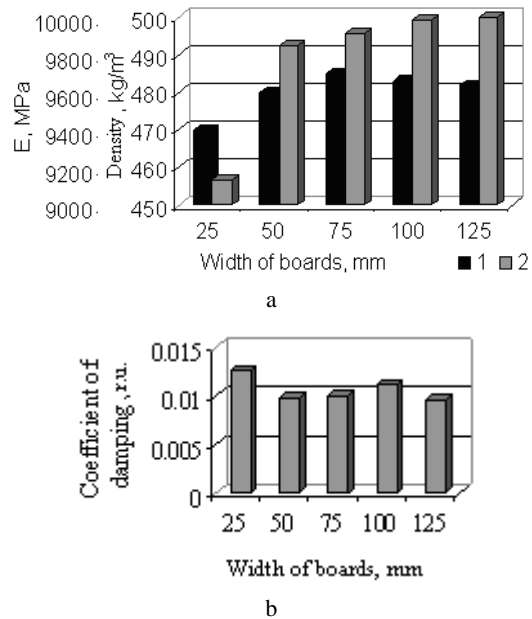 E, MPa
10000
9800
9600
9400
9200
9000
Density, kg/m³
500
490
480
470
460
450
25 50 75 100 125
Width of boards, mm
1 2
a
Coefficient of
damping, r.u.
0.015
0.01
0.005
0
25 50 75 100 125
Width of boards, mm
b